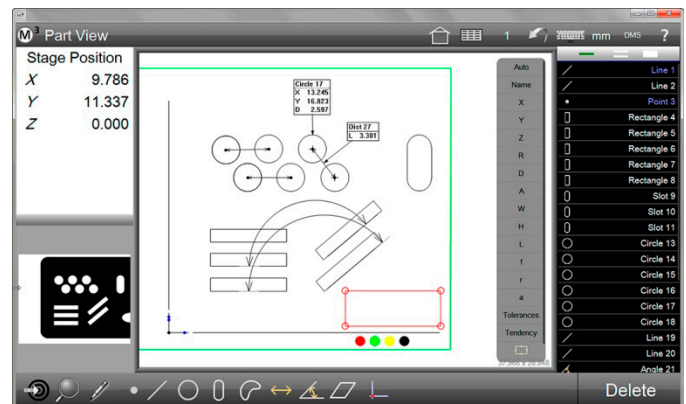 M³ Part View
1
mm
DMS
?
Stage Position
X 9.786
Y 11.337
Z 0.000
Circle 17
X 13.245
Y 16.023
D 2.597
Dist 27
L 3.301
Auto
Name
X
Y
Z
R
D
A
W
H
L
f
r
a
Tolerances
Tendency
Line 1
Line 2
Point 3
Rectangle 4
Rectangle 5
Rectangle 6
Rectangle 7
Rectangle 8
Slot 9
Slot 10
Slot 11
Circle 13
Circle 14
Circle 15
Circle 16
Circle 17
Circle 18
Line 19
Line 20
Angle 21
Delete